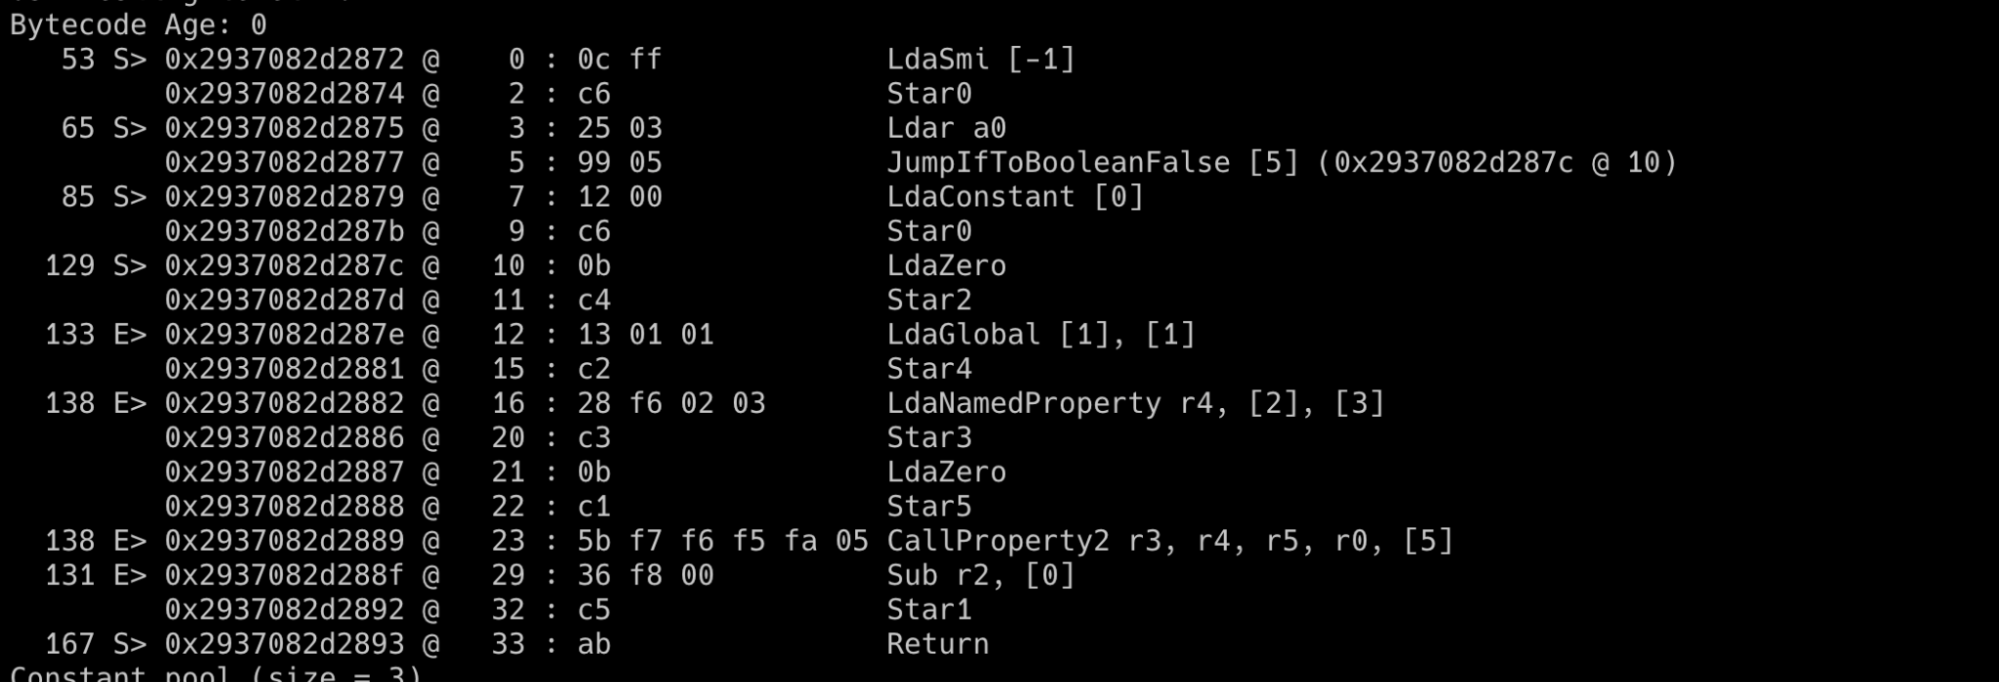 Bytecode Age: 0
53 S> 0x2937082d2872 @ 0 : 0c ff LdaSmi [-1]
0x2937082d2874 @ 2 : c6 Star0
65 S> 0x2937082d2875 @ 3 : 25 03 Ldar a0
0x2937082d2877 @ 5 : 99 05 JumpIfToBooleanFalse [5] (0x2937082d287c @ 10)
85 S> 0x2937082d2879 @ 7 : 12 00 LdaConstant [0]
0x2937082d287b @ 9 : c6 Star0
129 S> 0x2937082d287c @ 10 : 0b LdaZero
0x2937082d287d @ 11 : c4 Star2
133 E> 0x2937082d287e @ 12 : 13 01 01 LdaGlobal [1], [1]
0x2937082d2881 @ 15 : c2 Star4
138 E> 0x2937082d2882 @ 16 : 28 f6 02 03 LdaNamedProperty r4, [2], [3]
0x2937082d2886 @ 20 : c3 Star3
0x2937082d2887 @ 21 : 0b LdaZero
0x2937082d2888 @ 22 : c1 Star5
138 E> 0x2937082d2889 @ 23 : 5b f7 f6 f5 fa 05 CallProperty2 r3, r4, r5, r0, [5]
131 E> 0x2937082d288f @ 29 : 36 f8 00 Sub r2, [0]
0x2937082d2892 @ 32 : c5 Star1
167 S> 0x2937082d2893 @ 33 : ab Return
Constant pool (size = 3)